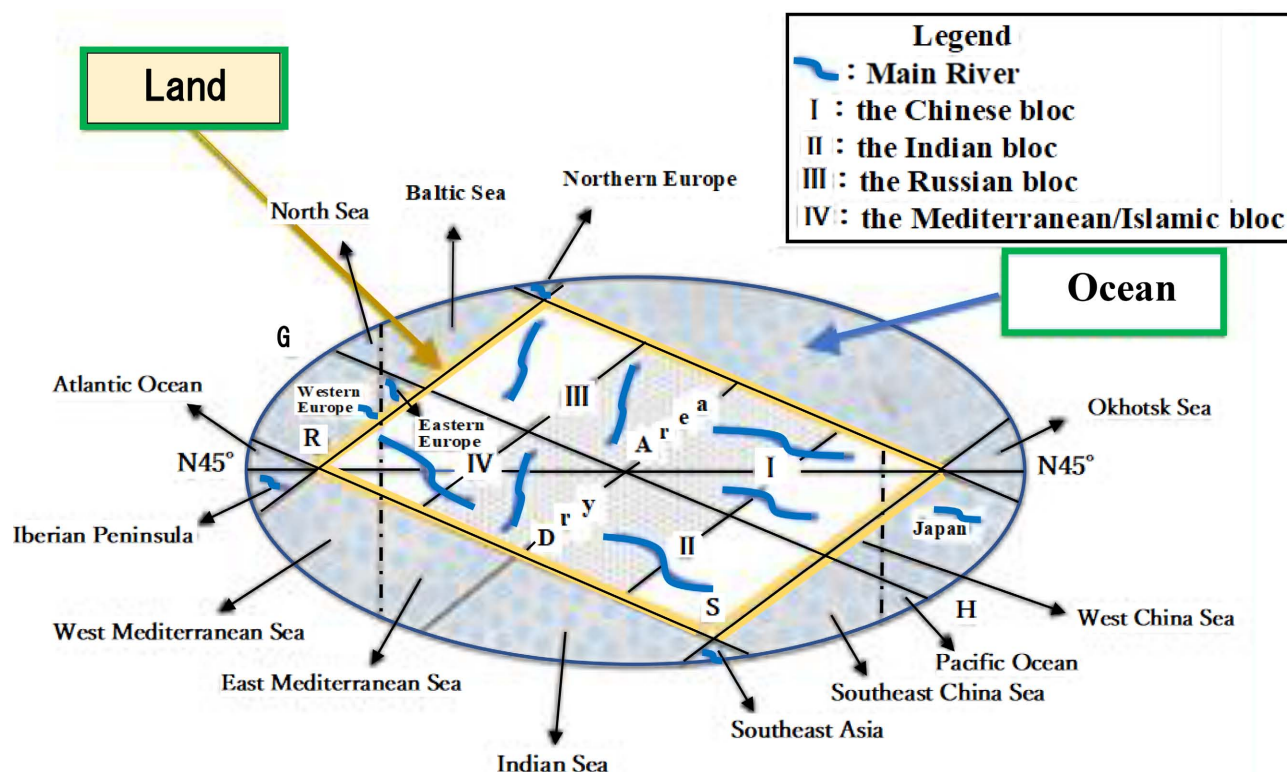 Legend
: Main River
I : the Chinese bloc
II : the Indian bloc
III : the Russian bloc
IV : the Mediterranean/Islamic bloc
Land
Ocean
Northern Europe
Baltic Sea
North Sea
G
Atlantic Ocean
Western
Europe
Eastern
Europe
R
III
IV
I
II
Dry Area
Okhotsk Sea
N45°
N45°
Iberian Peninsula
Japan
S
H
West China Sea
West Mediterranean Sea
Pacific Ocean
East Mediterranean Sea
Southeast China Sea
Southeast Asia
Indian Sea